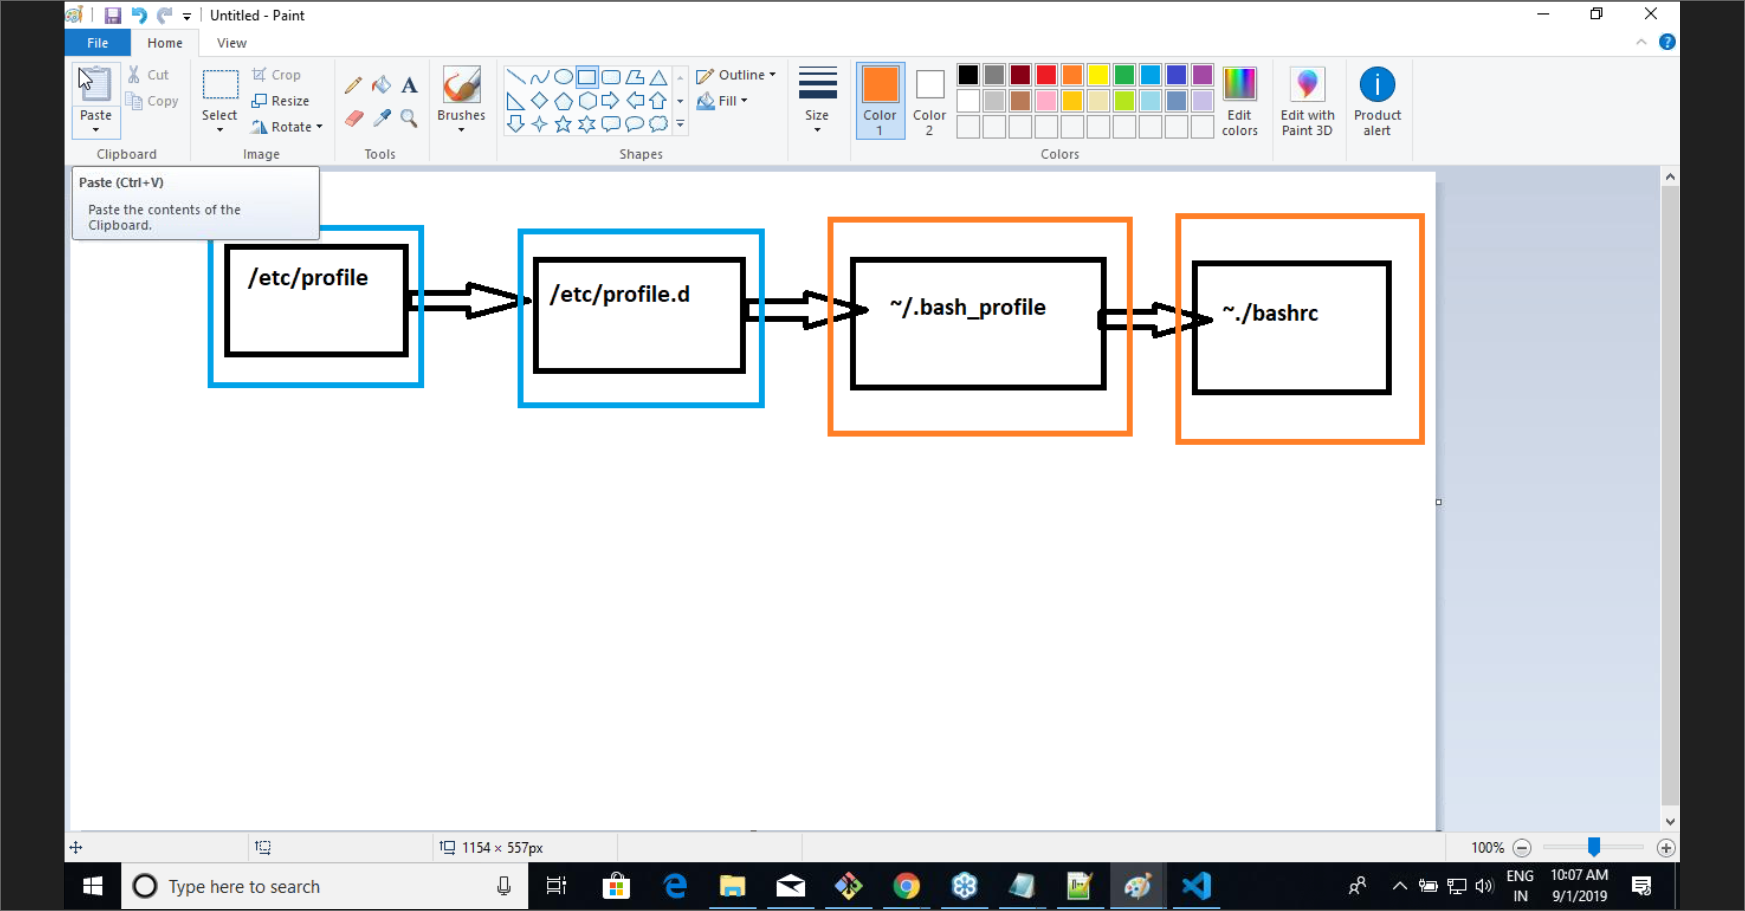 Untitled - Paint
File Home View
Paste
Cut
Copy
Clipboard
Select
Crop
Resize
Rotate
Image
A
Tools
Brushes
Shapes
Outline
Fill
Size
Color
1
Color
2
Colors
Edit
colors
Edit with
Paint 3D
Product
alert
Paste (Ctrl+V)
Paste the contents of the
Clipboard.
/etc/profile
/etc/profile.d
~/.bash_profile
~./bashrc
1154 × 557px
100%
Type here to search
ENG
IN
10:07 AM
9/1/2019